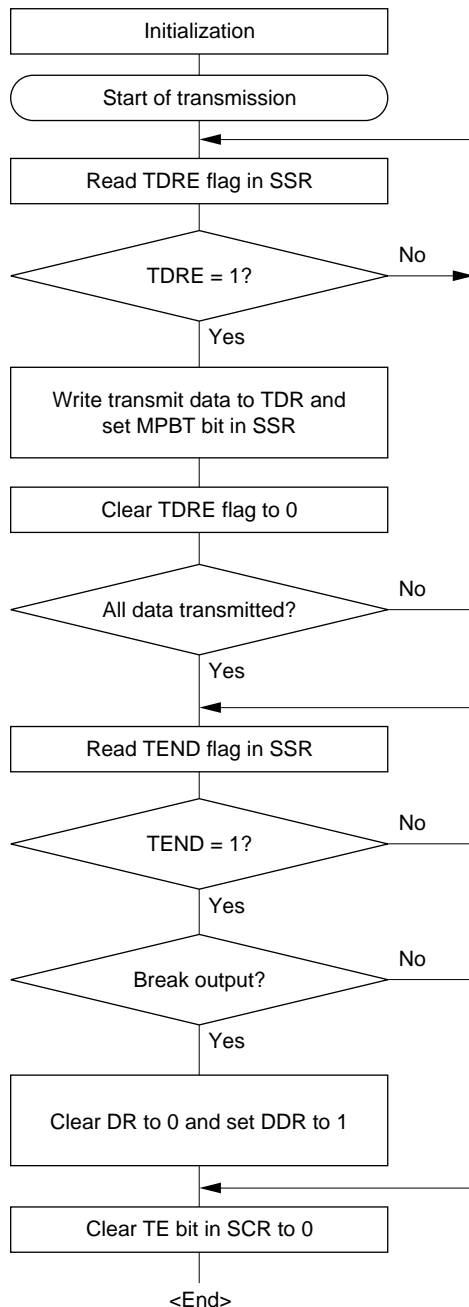 Initialization
Start of transmission
Read TDRE flag in SSR
TDRE = 1?
No
Yes
Write transmit data to TDR and
set MPBT bit in SSR
Clear TDRE flag to 0
All data transmitted?
No
Yes
Read TEND flag in SSR
TEND = 1?
No
Yes
Break output?
No
Yes
Clear DR to 0 and set DDR to 1
Clear TE bit in SCR to 0
<End>